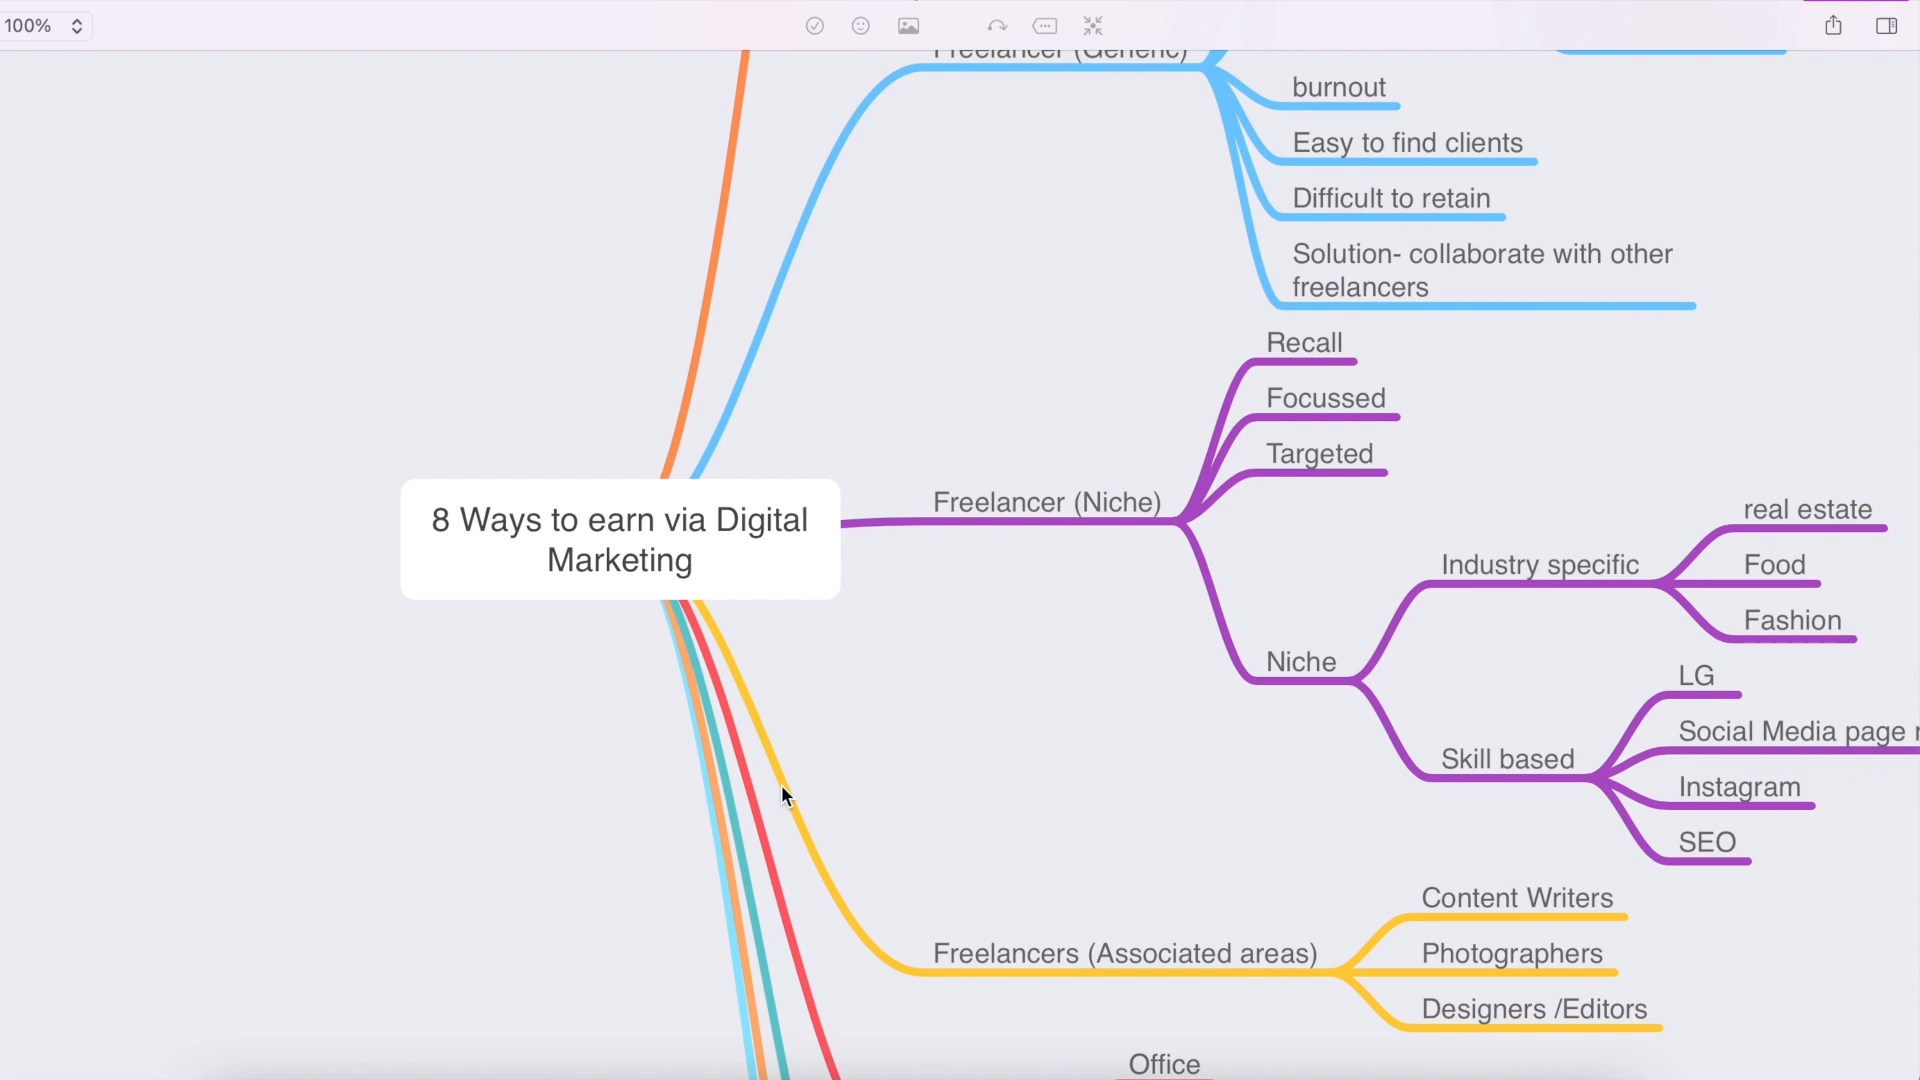 100%
Freelancer (Generic)
burnout
Easy to find clients
Difficult to retain
Solution- collaborate with other
freelancers
Recall
Focussed
Targeted
Freelancer (Niche)
8 Ways to earn via Digital
Marketing
real estate
Industry specific
Food
Fashion
Niche
LG
Social Media page
Skill based
Instagram
SEO
Content Writers
Freelancers (Associated areas)
Photographers
Designers /Editors
Office